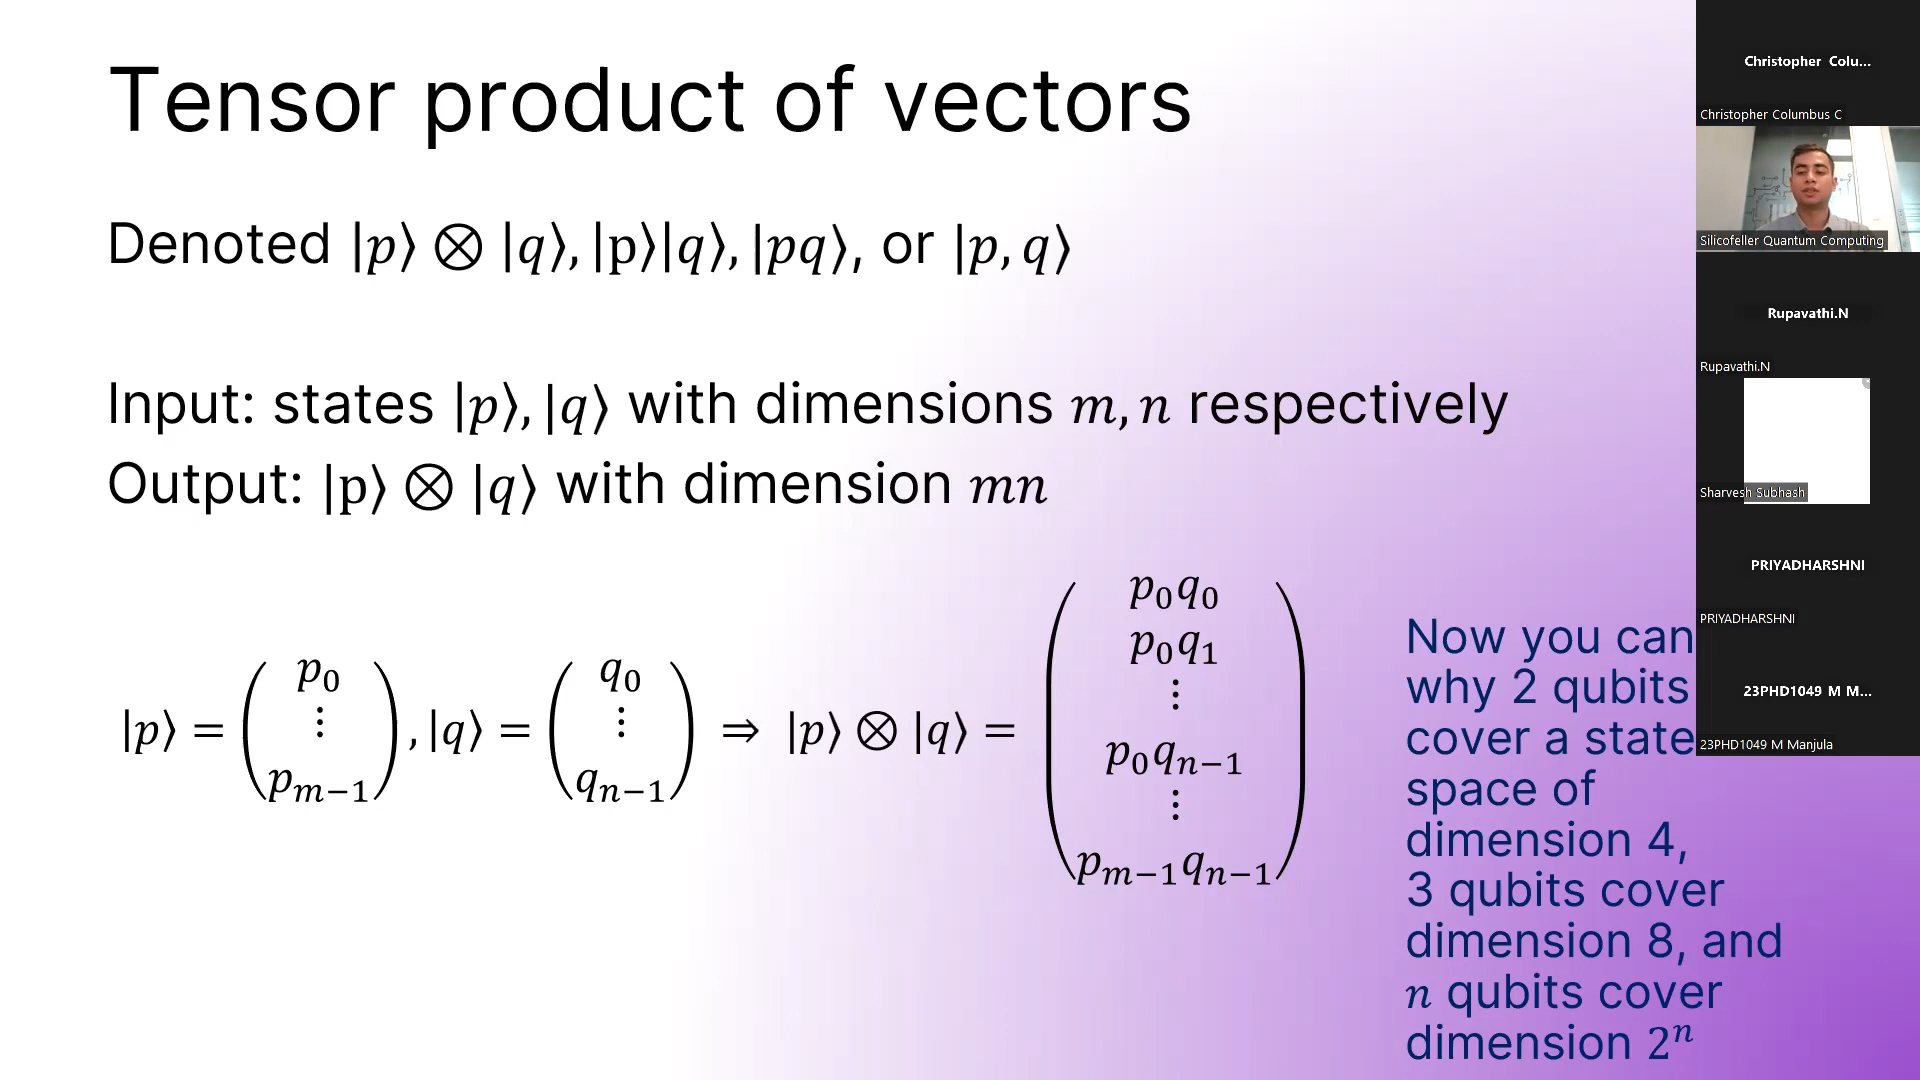 Tensor product of vectors
Denoted |p⟩ ⊗ |q⟩, |p⟩|q⟩, |pq⟩, or |p, q⟩
Input: states |p⟩, |q⟩ with dimensions m, n respectively
Output: |p⟩ ⊗ |q⟩ with dimension mn
|p⟩ = (p₀ ⋮ pₘ₋₁), |q⟩ = (q₀ ⋮ qₙ₋₁) ⇒ |p⟩ ⊗ |q⟩ = (p₀q₀ p₀q₁ ⋮ p₀qₙ₋₁ ⋮ pₘ₋₁qₙ₋₁)
Now you can
why 2 qubits
cover a state
space of
dimension 4,
3 qubits cover
dimension 8, and
n qubits cover
dimension 2ⁿ
Christopher Colu...
Christopher Columbus C
Silicofeller Quantum Computing
Rupavathi.N
Rupavathi.N
Sharvesh Subhash
PRIYADHARSHNI
PRIYADHARSHNI
23PHD1049 M M...
23PHD1049 M Manjula